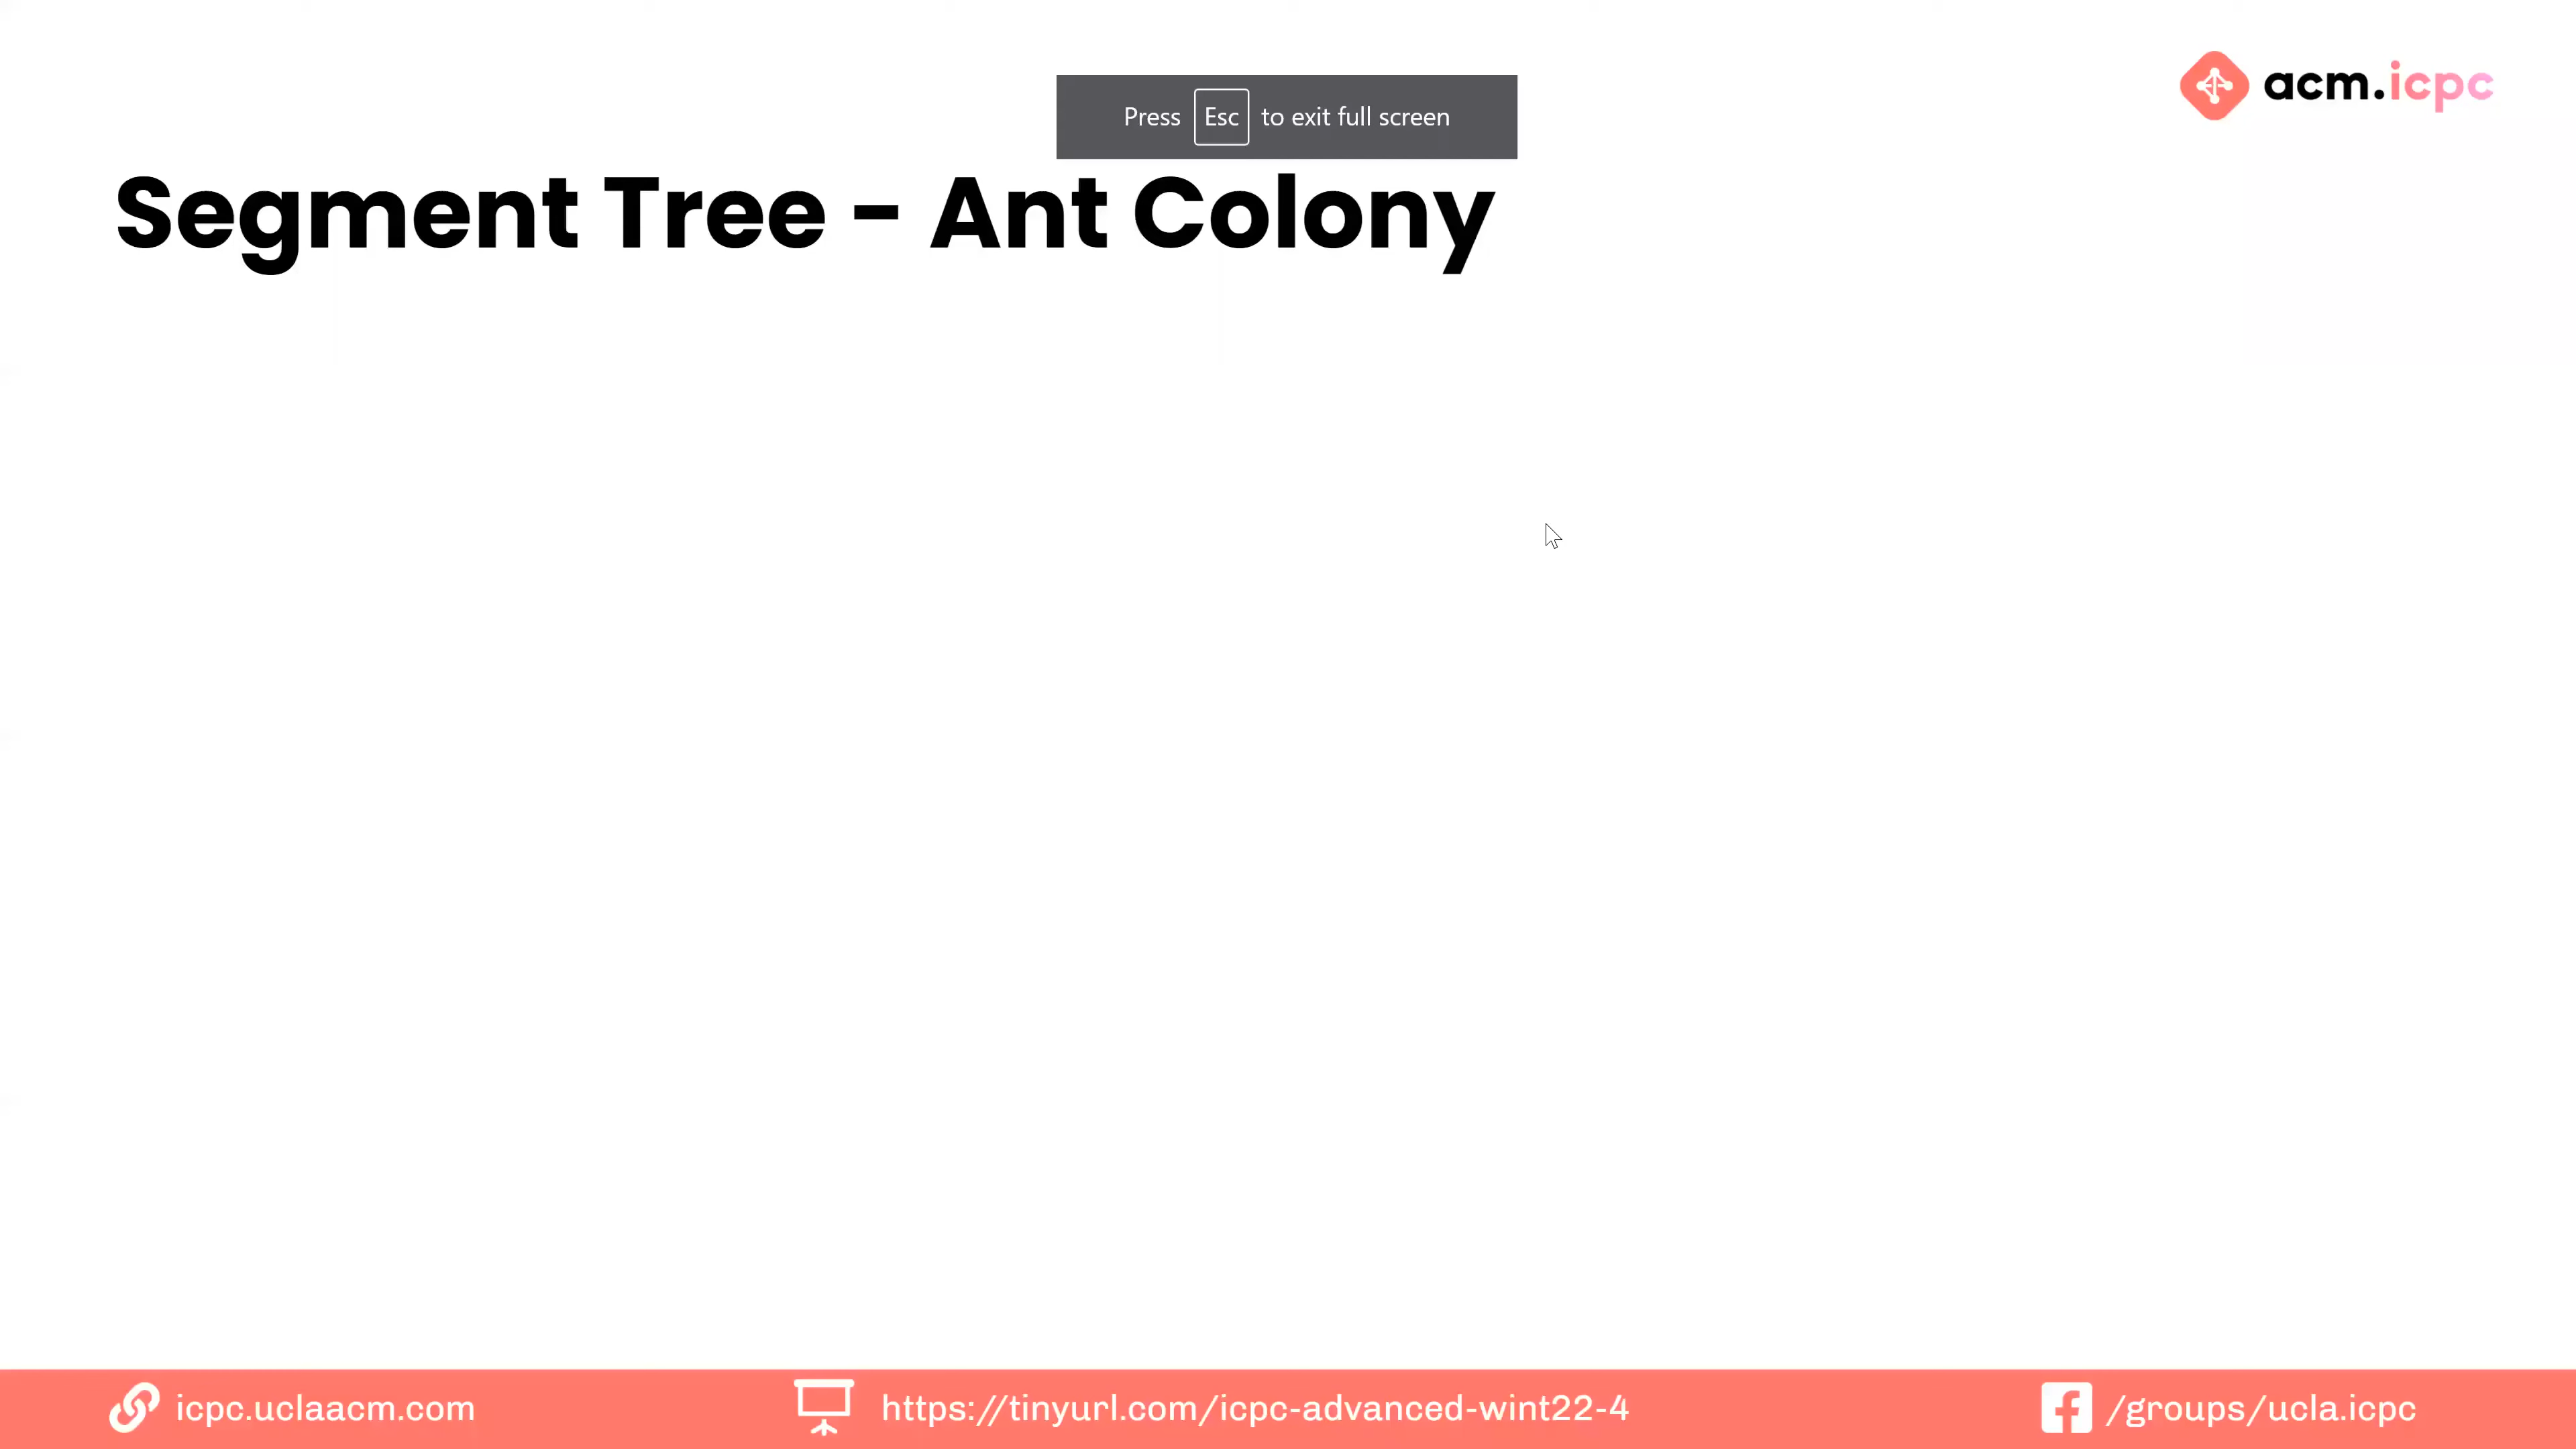 acm.icpc
Press Esc to exit full screen
Segment Tree - Ant Colony
icpc.uclaacm.com
https://tinyurl.com/icpc-advanced-wint22-4
/groups/ucla.icpc